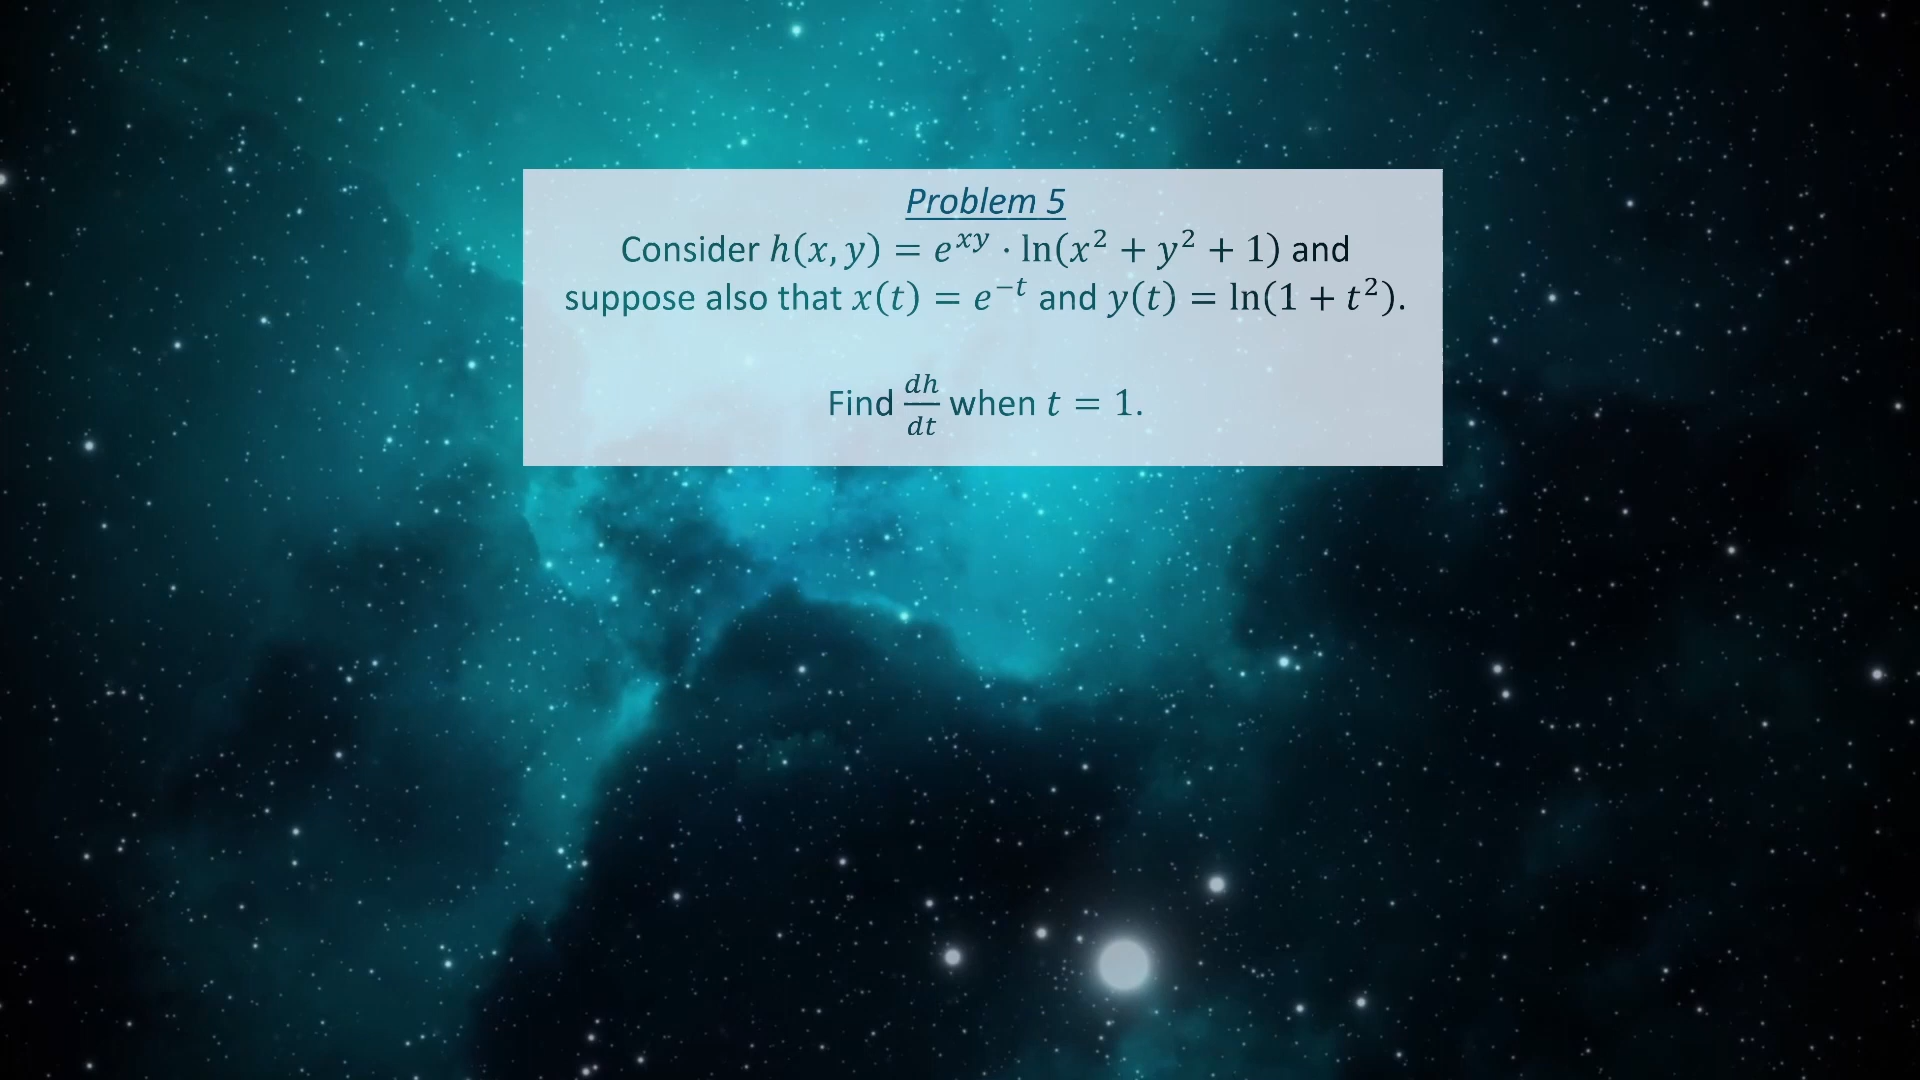 Problem 5
Consider h(x, y) = e^{xy} · ln(x² + y² + 1) and
suppose also that x(t) = e^{−t} and y(t) = ln(1 + t²).
Find dh/dt when t = 1.